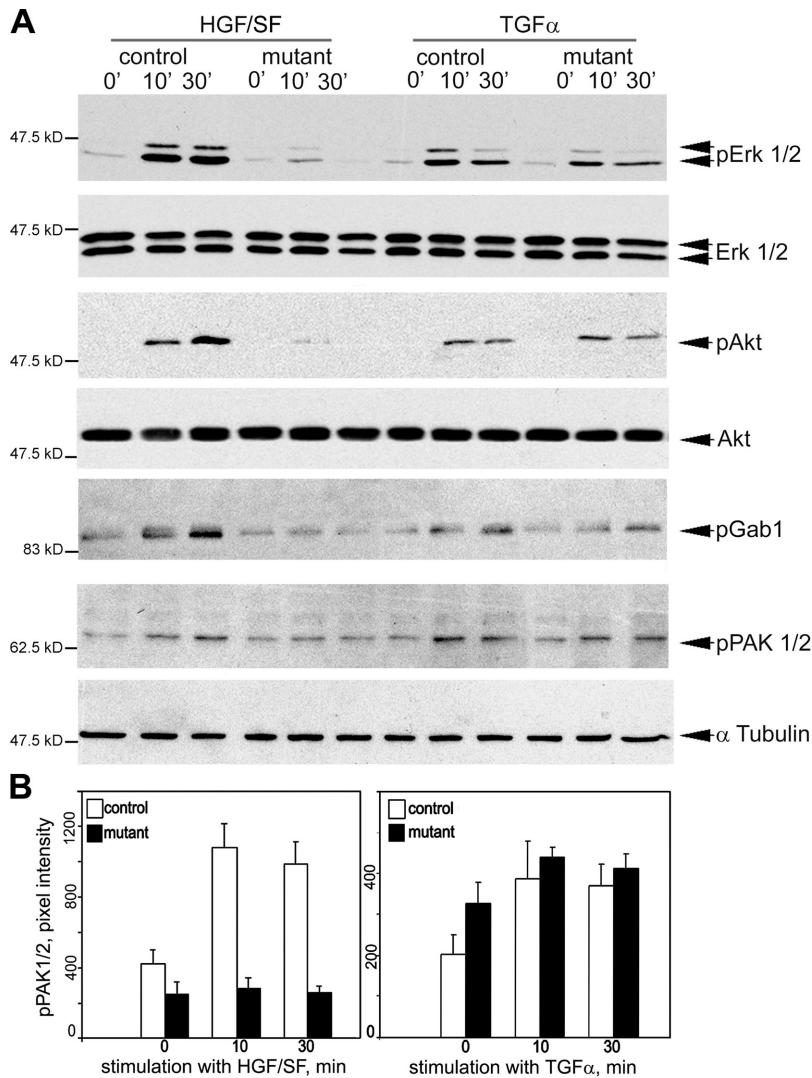 A
HGF/SF TGFα
control mutant control mutant
0' 10' 30' 0' 10' 30' 0' 10' 30' 0' 10' 30'
47.5 kD pErk 1/2
47.5 kD Erk 1/2
47.5 kD pAkt
47.5 kD Akt
83 kD pGab1
62.5 kD pPAK 1/2
47.5 kD α Tubulin
B
control control
mutant mutant
pPAK1/2, pixel intensity
1200
800
400
0
400
200
0
0 10 30 0 10 30
stimulation with HGF/SF, min stimulation with TGFα, min